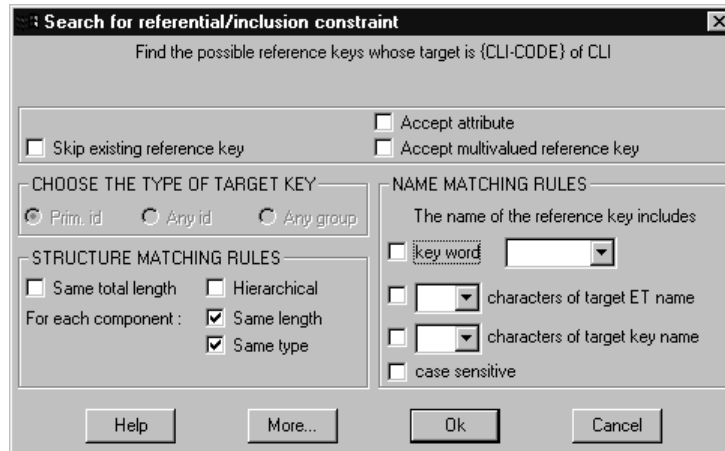 Search for referential/inclusion constraint
Find the possible reference keys whose target is {CLI-CODE} of CLI
Accept attribute
Skip existing reference key
Accept multivalued reference key
CHOOSE THE TYPE OF TARGET KEY
Prim. id
Any id
Any group
STRUCTURE MATCHING RULES
Same total length
Hierarchical
For each component :
Same length
Same type
NAME MATCHING RULES
The name of the reference key includes
key word
characters of target ET name
characters of target key name
case sensitive
Help
More...
Ok
Cancel